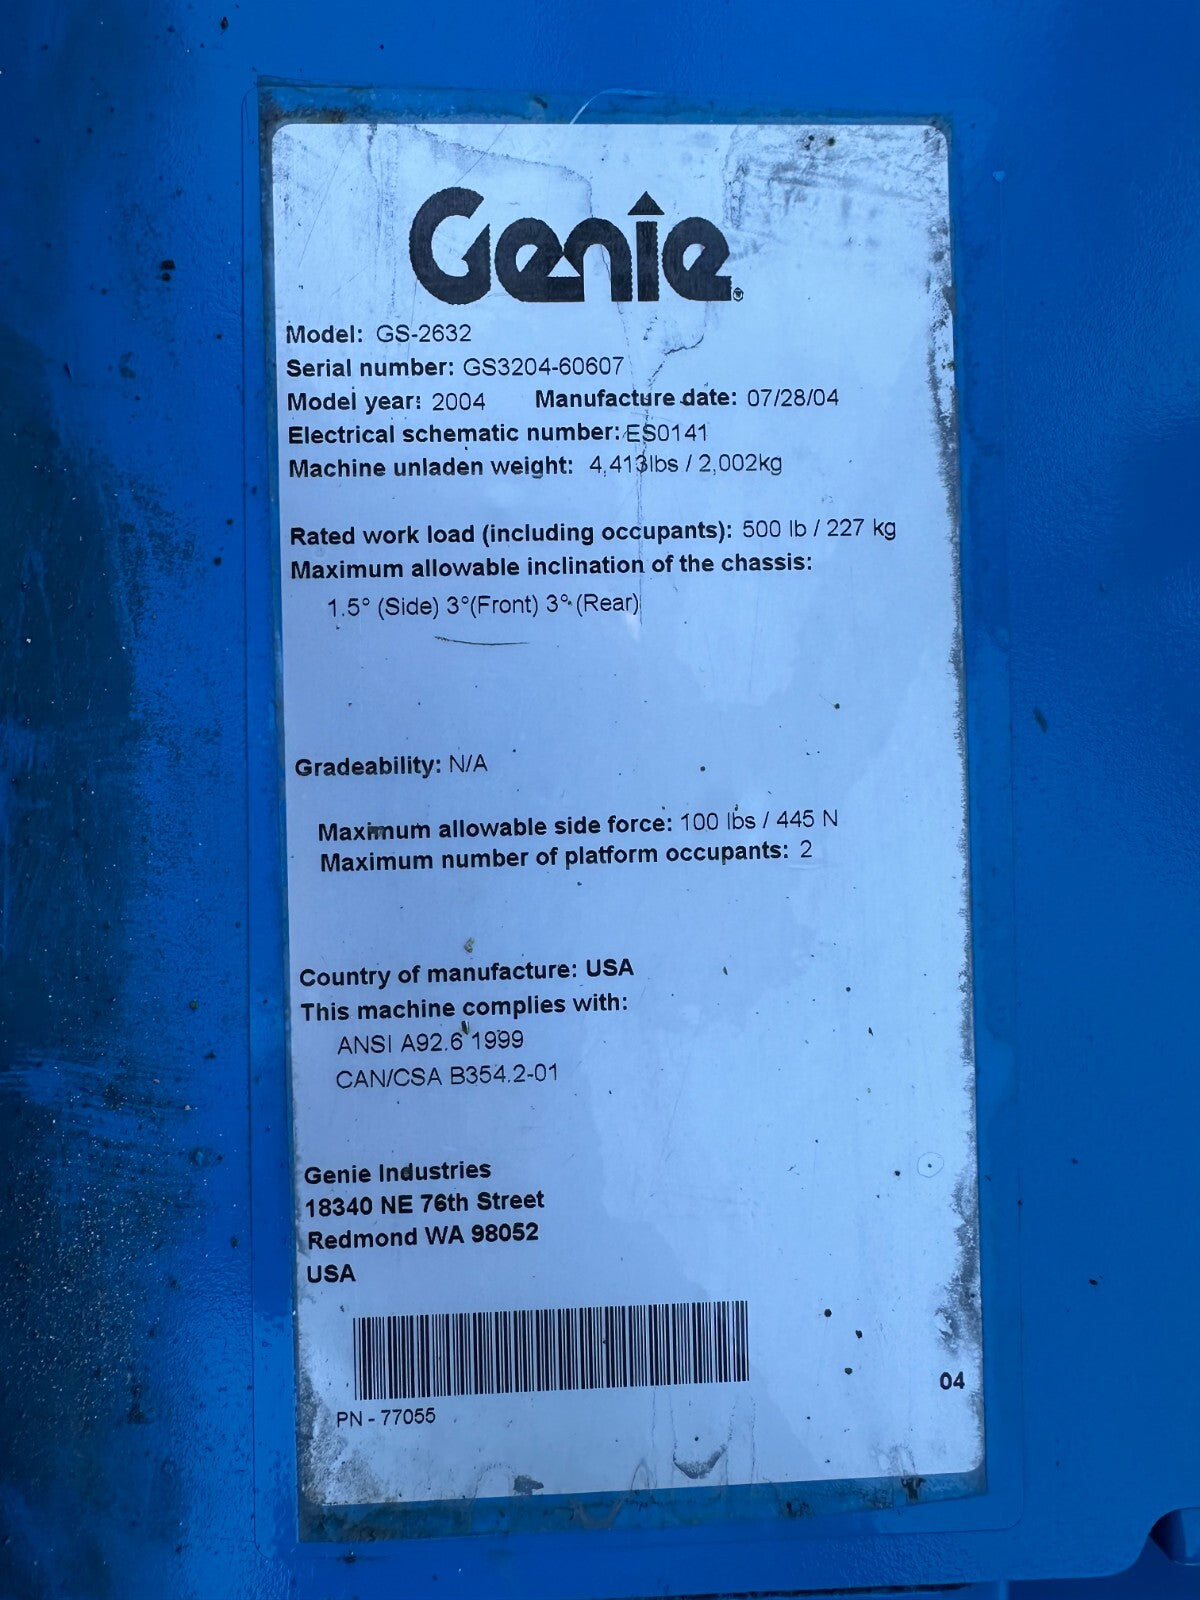 Genie
Model: GS-2632
Serial number: GS3204-60607
Model year: 2004 Manufacture date: 07/28/04
Electrical schematic number: ES0141
Machine unladen weight: 4,413lbs / 2,002kg
Rated work load (including occupants): 500 lb / 227 kg
Maximum allowable inclination of the chassis:
1.5° (Side) 3°(Front) 3° (Rear)
Gradeability: N/A
Maximum allowable side force: 100 lbs / 445 N
Maximum number of platform occupants: 2
Country of manufacture: USA
This machine complies with:
ANSI A92.6 1999
CAN/CSA B354.2-01
Genie Industries
18340 NE 76th Street
Redmond WA 98052
USA
04
PN - 77055